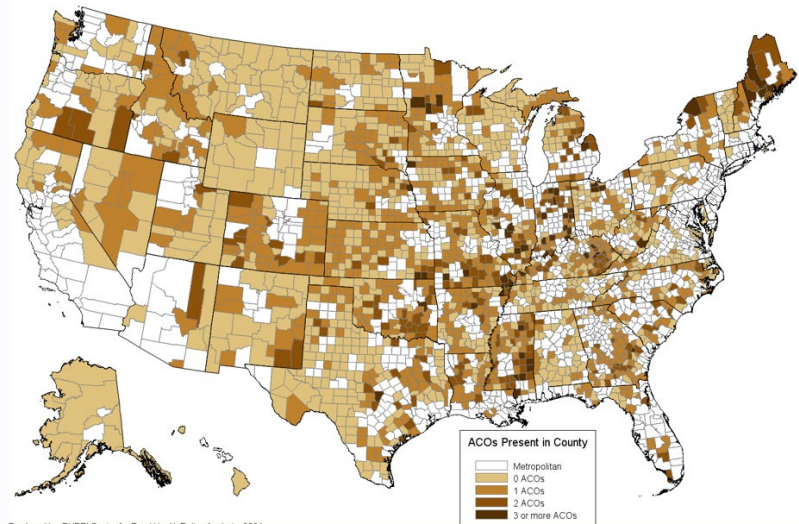 ACOs Present in County
Metropolitan
0 ACOs
1 ACOs
2 ACOs
3 or more ACOs